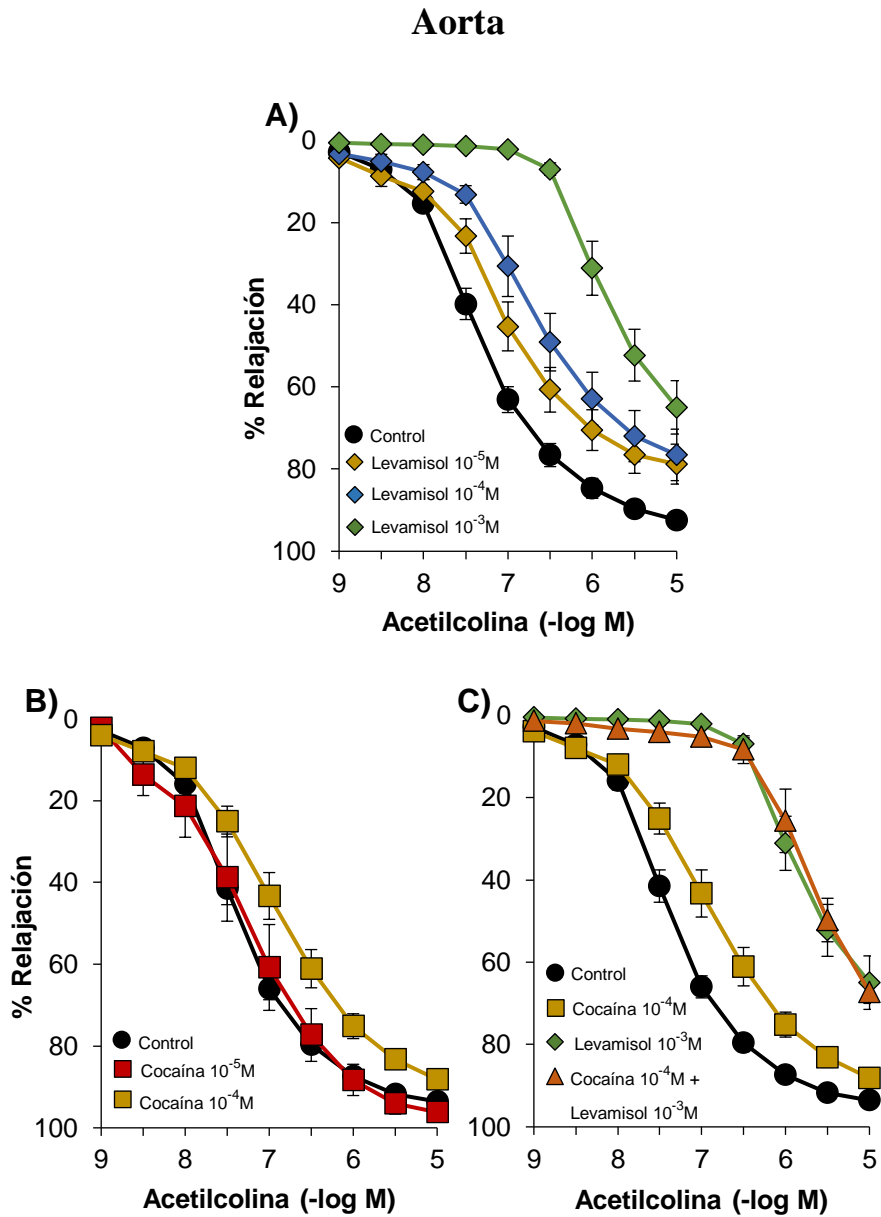 Aorta
A)
% Relajación
0
20
40
60
80
100
Control
Levamisol 10⁻⁵M
Levamisol 10⁻⁴M
Levamisol 10⁻³M
9 8 7 6 5
Acetilcolina (-log M)
B)
% Relajación
0
20
40
60
80
100
Control
Cocaína 10⁻⁵M
Cocaína 10⁻⁴M
9 8 7 6 5
Acetilcolina (-log M)
C)
0
20
40
60
80
100
Control
Cocaína 10⁻⁴M
Levamisol 10⁻³M
Cocaína 10⁻⁴M +
Levamisol 10⁻³M
9 8 7 6 5
Acetilcolina (-log M)